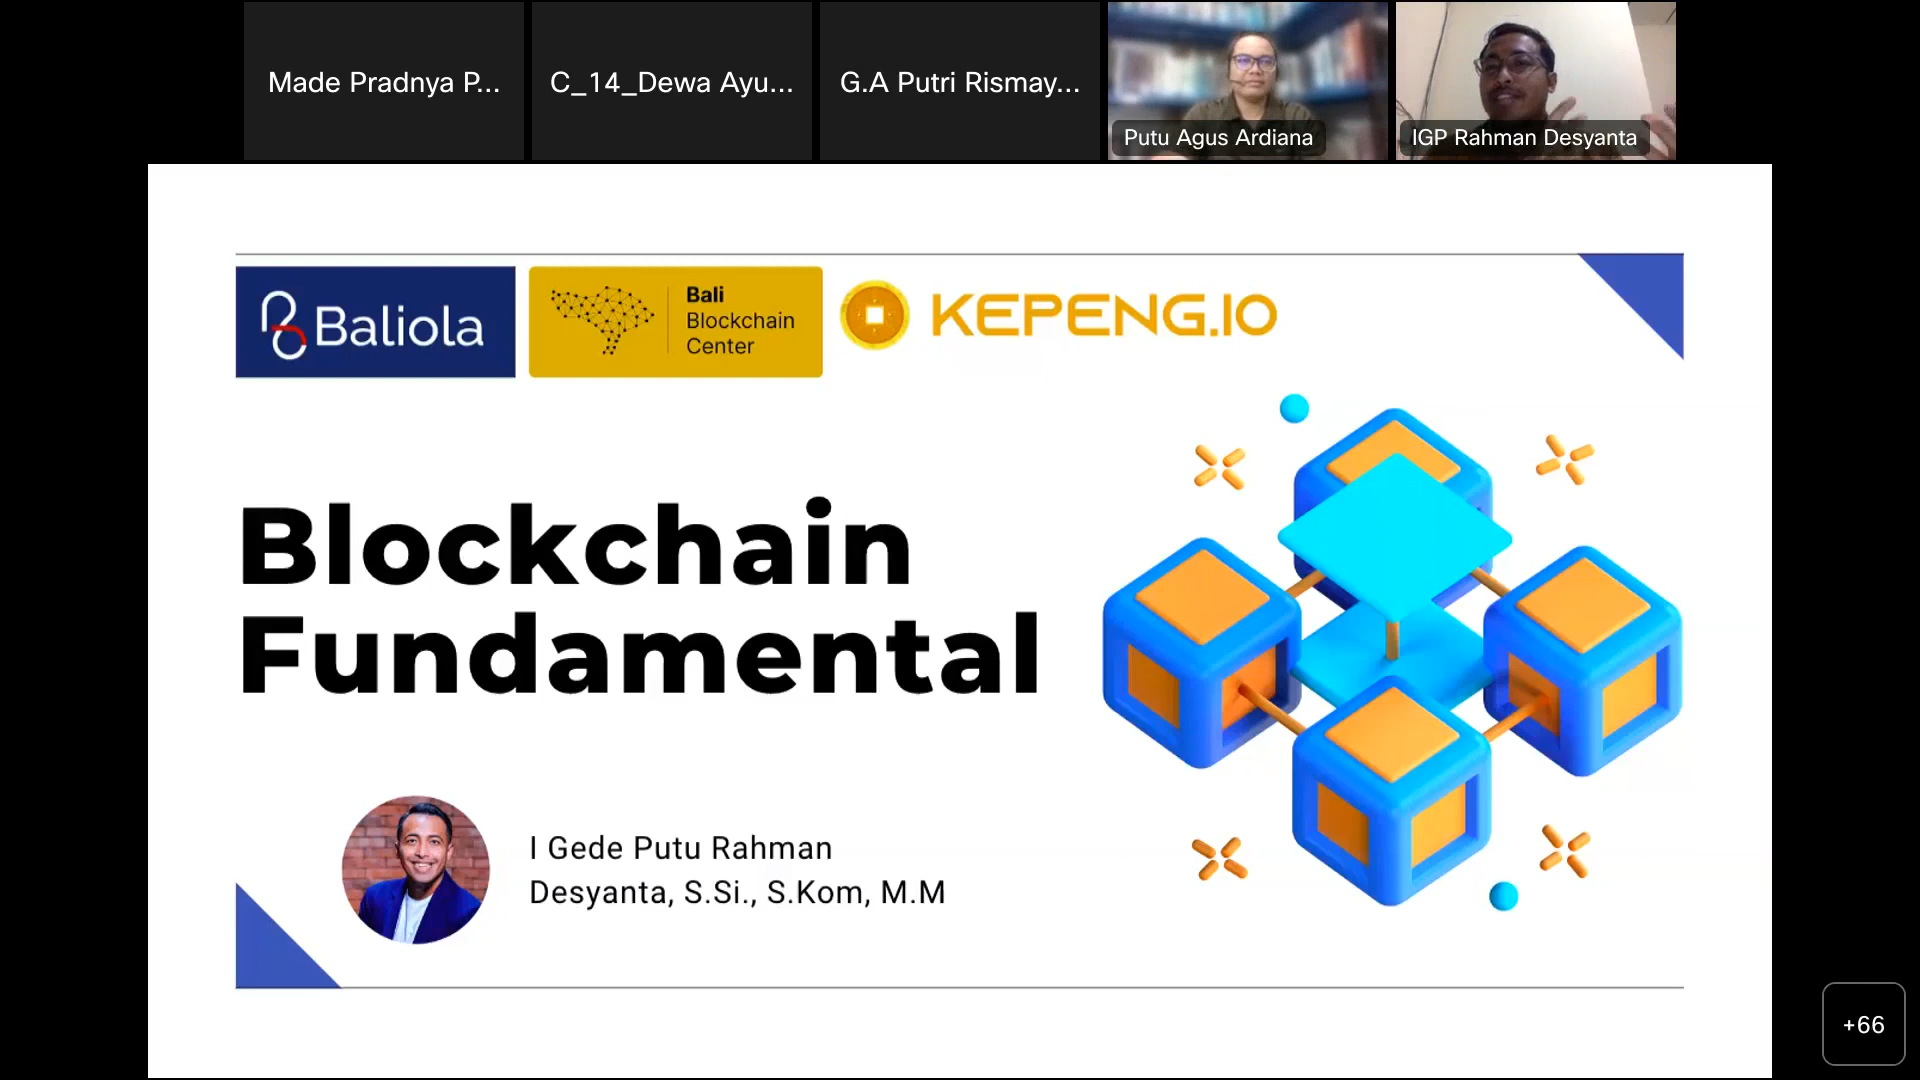 Made Pradnya P...
C_14_Dewa Ayu...
G.A Putri Rismay...
Putu Agus Ardiana
IGP Rahman Desyanta
Baliola
Bali
Blockchain
Center
KEPENG.IO
Blockchain
Fundamental
I Gede Putu Rahman
Desyanta, S.Si., S.Kom, M.M
+66